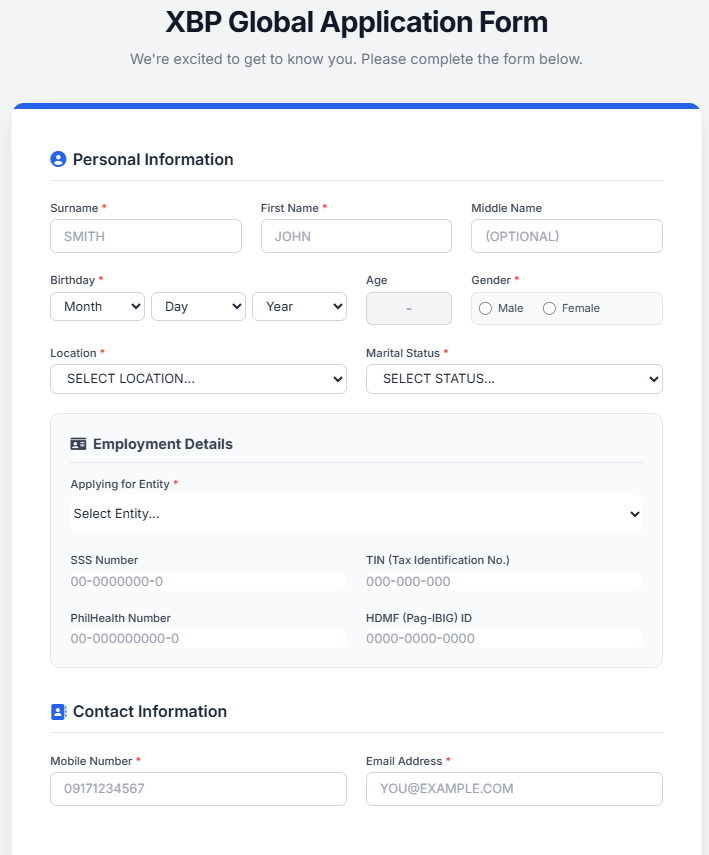 XBP Global Application Form
We're excited to get to know you. Please complete the form below.
Personal Information
Surname * First Name * Middle Name
SMITH JOHN (OPTIONAL)
Birthday * Age Gender *
Month Day Year - Male Female
Location * Marital Status *
SELECT LOCATION... SELECT STATUS...
Employment Details
Applying for Entity *
Select Entity...
SSS Number TIN (Tax Identification No.)
00-0000000-0 000-000-000
PhilHealth Number HDMF (Pag-IBIG) ID
00-000000000-0 0000-0000-0000
Contact Information
Mobile Number * Email Address *
09171234567 YOU@EXAMPLE.COM